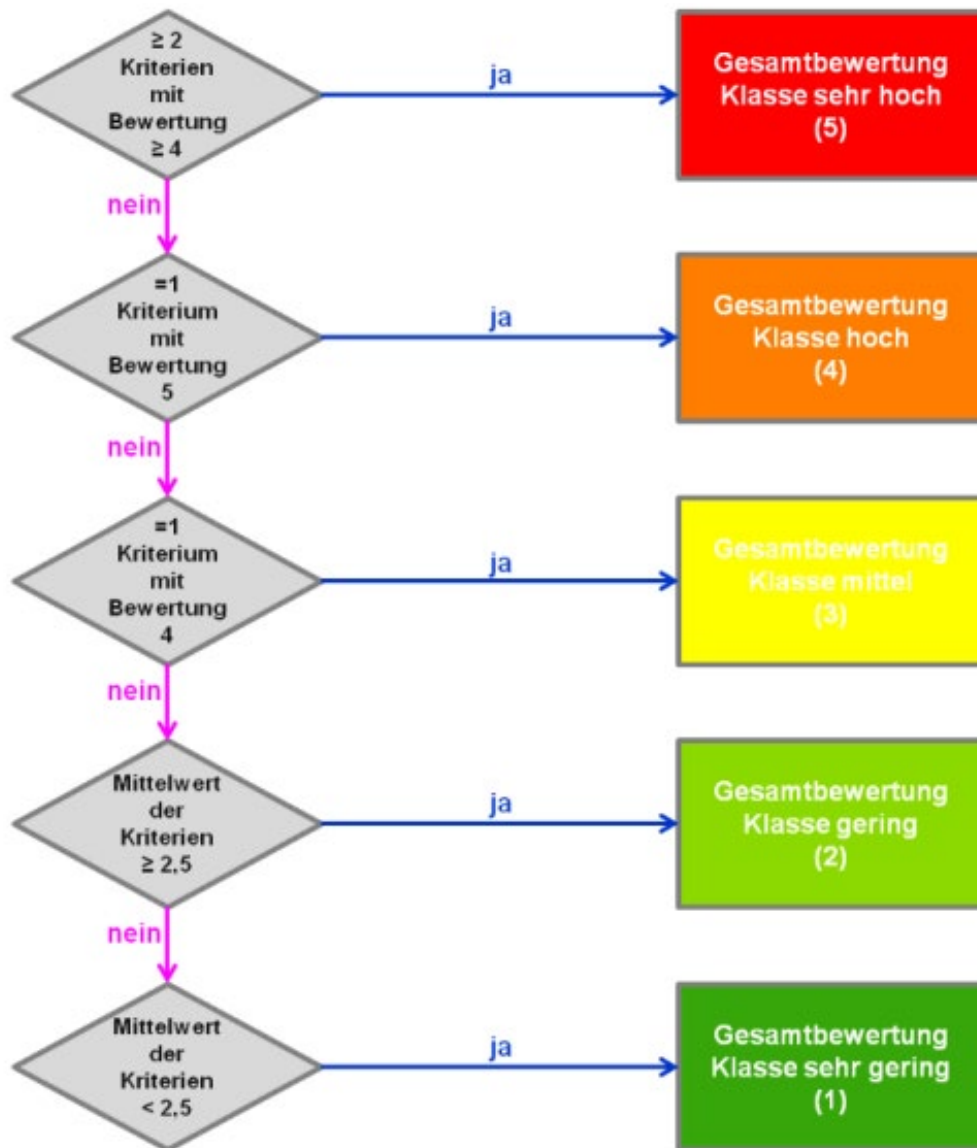 ≥ 2
Kriterien
mit
Bewertung
≥ 4
ja
Gesamtbewertung
Klasse sehr hoch
(5)
nein
=1
Kriterium
mit
Bewertung
5
ja
Gesamtbewertung
Klasse hoch
(4)
nein
=1
Kriterium
mit
Bewertung
4
ja
Gesamtbewertung
Klasse mittel
(3)
nein
Mittelwert
der
Kriterien
≥ 2,5
ja
Gesamtbewertung
Klasse gering
(2)
nein
Mittelwert
der
Kriterien
< 2,5
ja
Gesamtbewertung
Klasse sehr gering
(1)